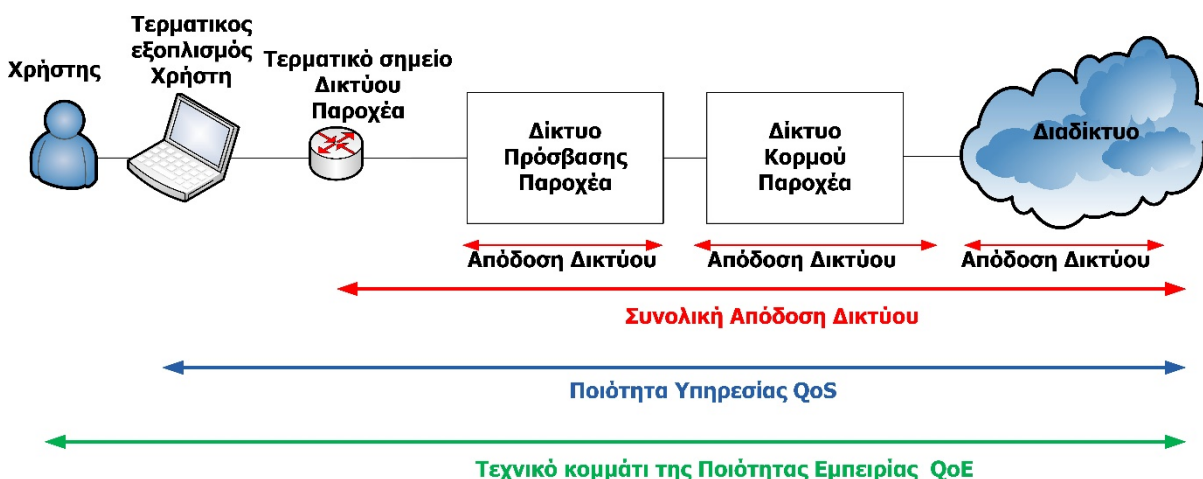 Χρήστης
Τερματικος
εξοπλισμός
Χρήστη
Τερματικό σημείο
Δικτύου
Παροχέα
Δίκτυο
Πρόσβασης
Παροχέα
Δίκτυο
Κορμού
Παροχέα
Διαδίκτυο
Απόδοση Δικτύου
Απόδοση Δικτύου
Απόδοση Δικτύου
Συνολική Απόδοση Δικτύου
Ποιότητα Υπηρεσίας QoS
Τεχνικό κομμάτι της Ποιότητας Εμπειρίας QoE